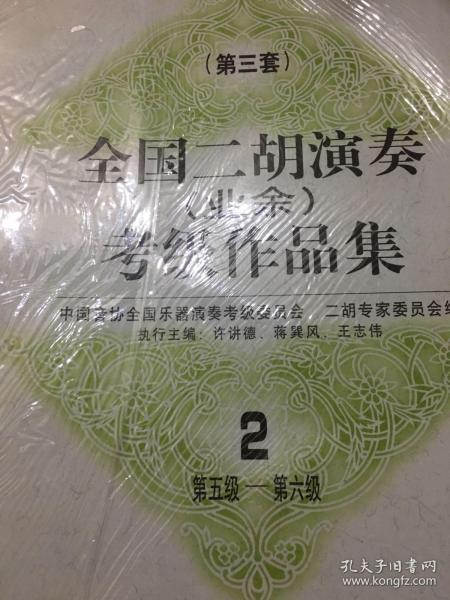 （第三套）
全国二胡演奏
（业余）
考级作品集
中国音协全国乐器演奏考级委员会 二胡专家委员会编
执行主编：许讲德、蒋巽风、王志伟
2
第五级—第六级
孔夫子旧书网
www.kongfz.com